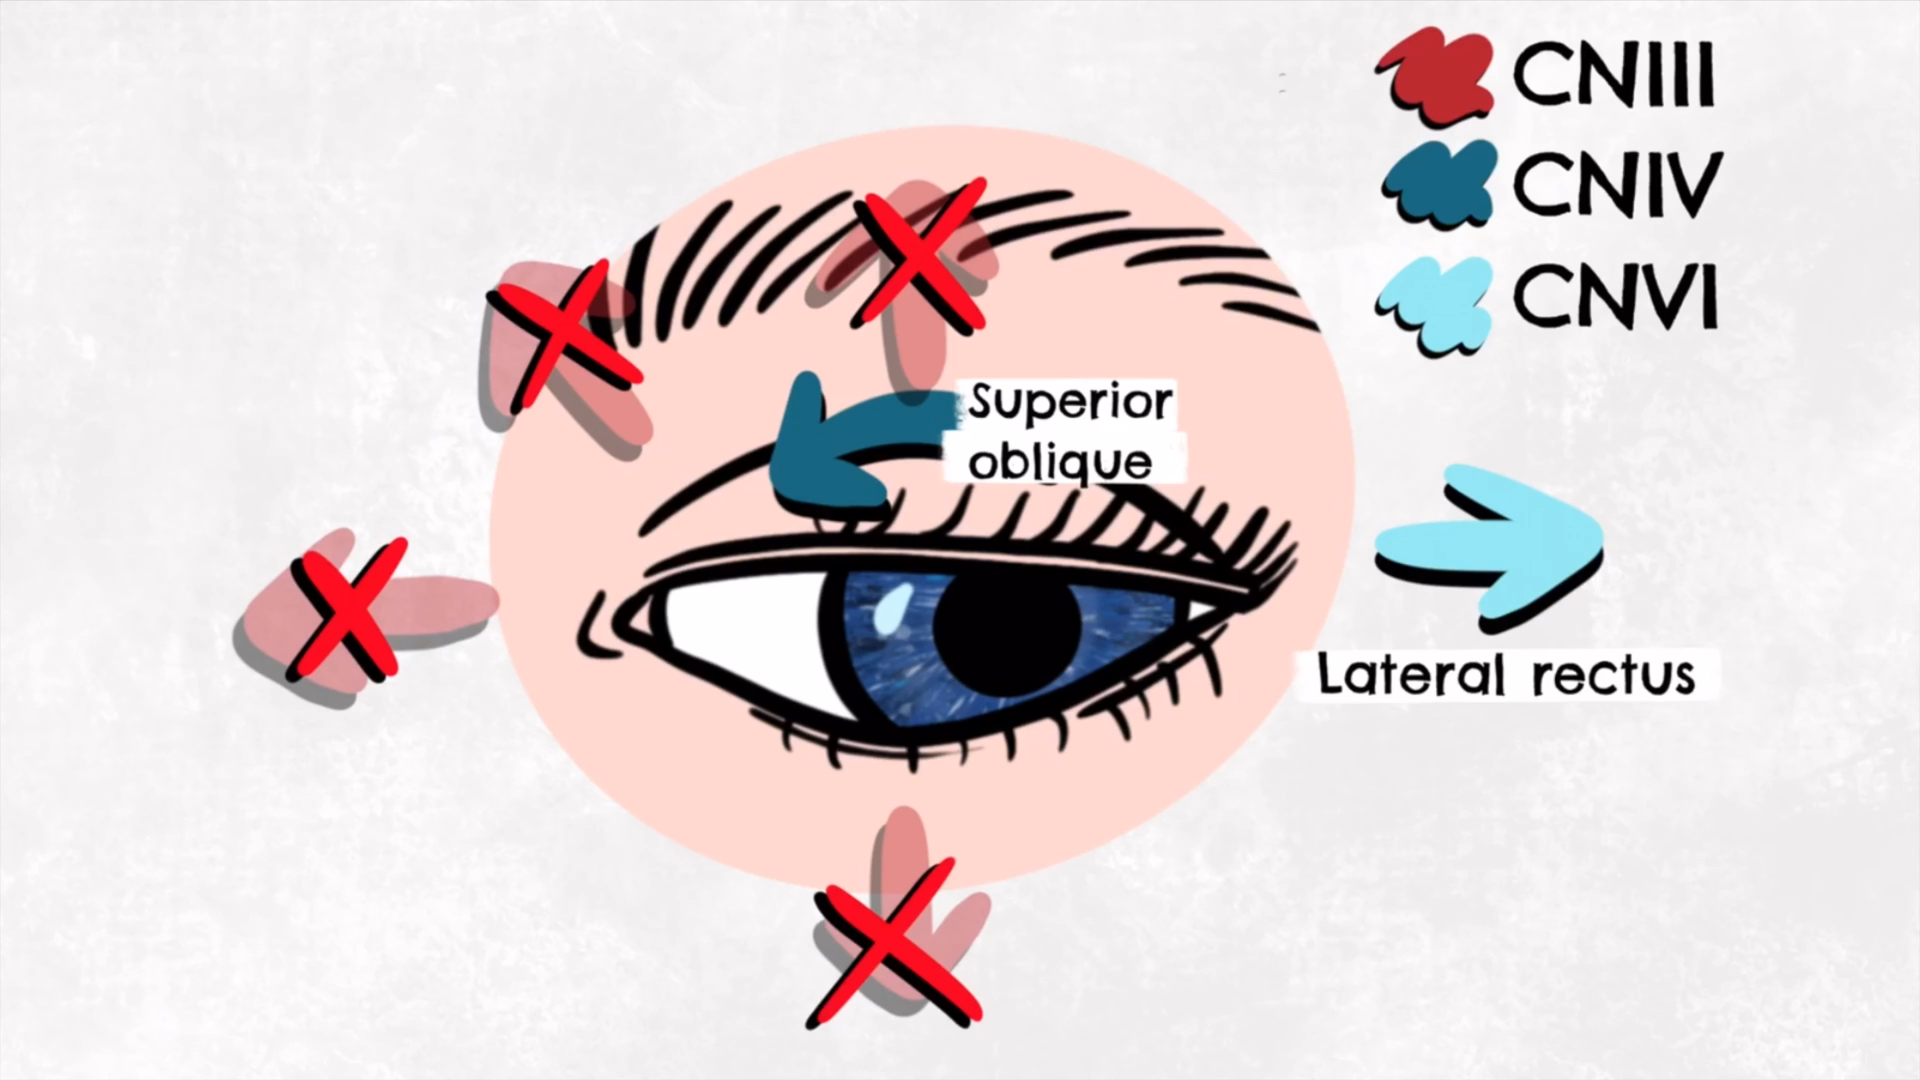 CNIII
CNIV
CNVI
Superior
oblique
Lateral rectus